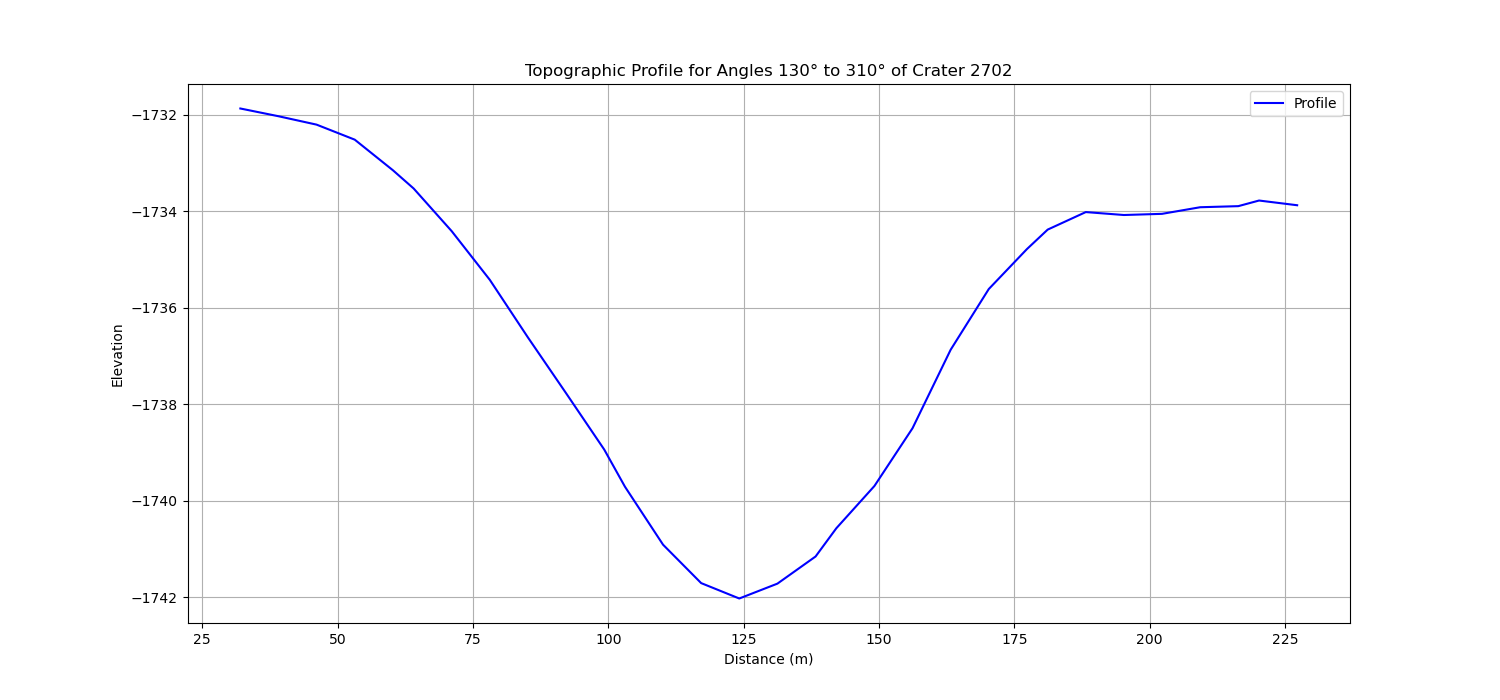 Topographic Profile for Angles 130° to 310° of Crater 2702
Profile
−1732
−1734
−1736
−1738
−1740
−1742
Elevation
25 50 75 100 125 150 175 200 225
Distance (m)